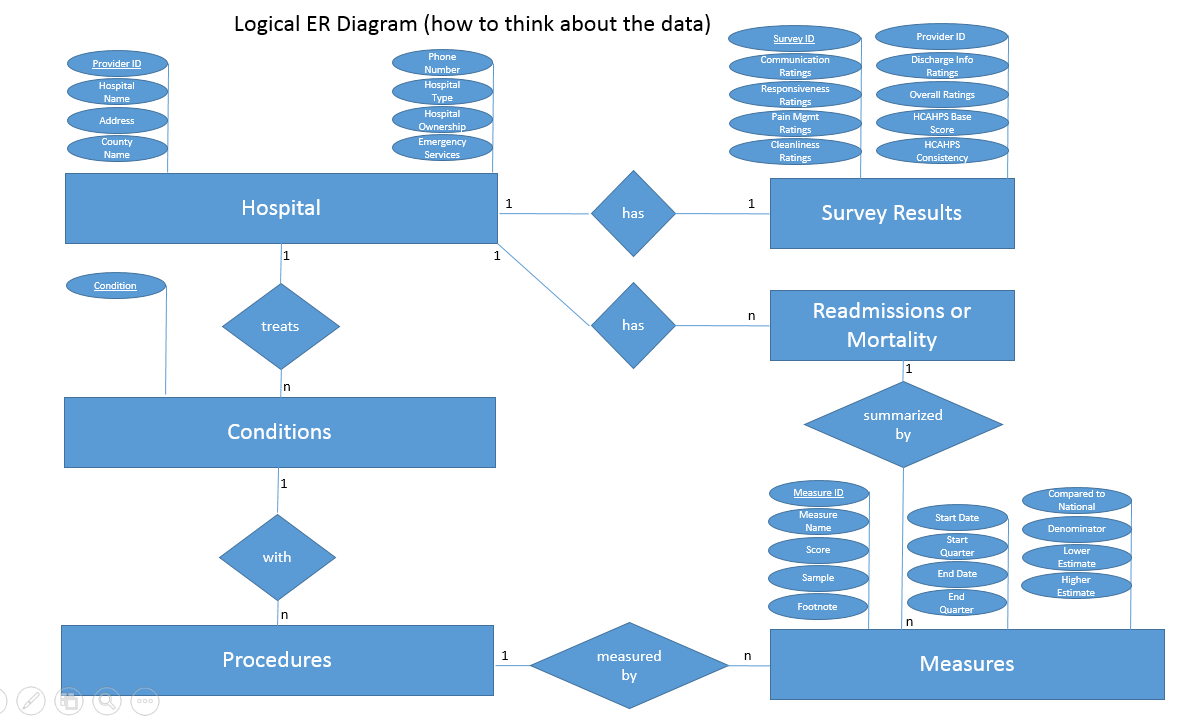 Logical ER Diagram (how to think about the data)
Provider ID
Hospital
Name
Address
County
Name
Phone
Number
Hospital
Type
Hospital
Ownership
Emergency
Services
Survey ID
Communication
Ratings
Responsiveness
Ratings
Pain Mgmt
Ratings
Cleanliness
Ratings
Provider ID
Discharge Info
Ratings
Overall Ratings
HCAHPS Base
Score
HCAHPS
Consistency
Hospital
1
has
1
Survey Results
1
1
has
n
Readmissions or
Mortality
Condition
treats
n
Conditions
1
summarized
by
1
with
n
Measure ID
Measure
Name
Score
Sample
Footnote
Start Date
Start
Quarter
End Date
End
Quarter
Compared to
National
Denominator
Lower
Estimate
Higher
Estimate
n
Procedures
1
measured
by
n
Measures